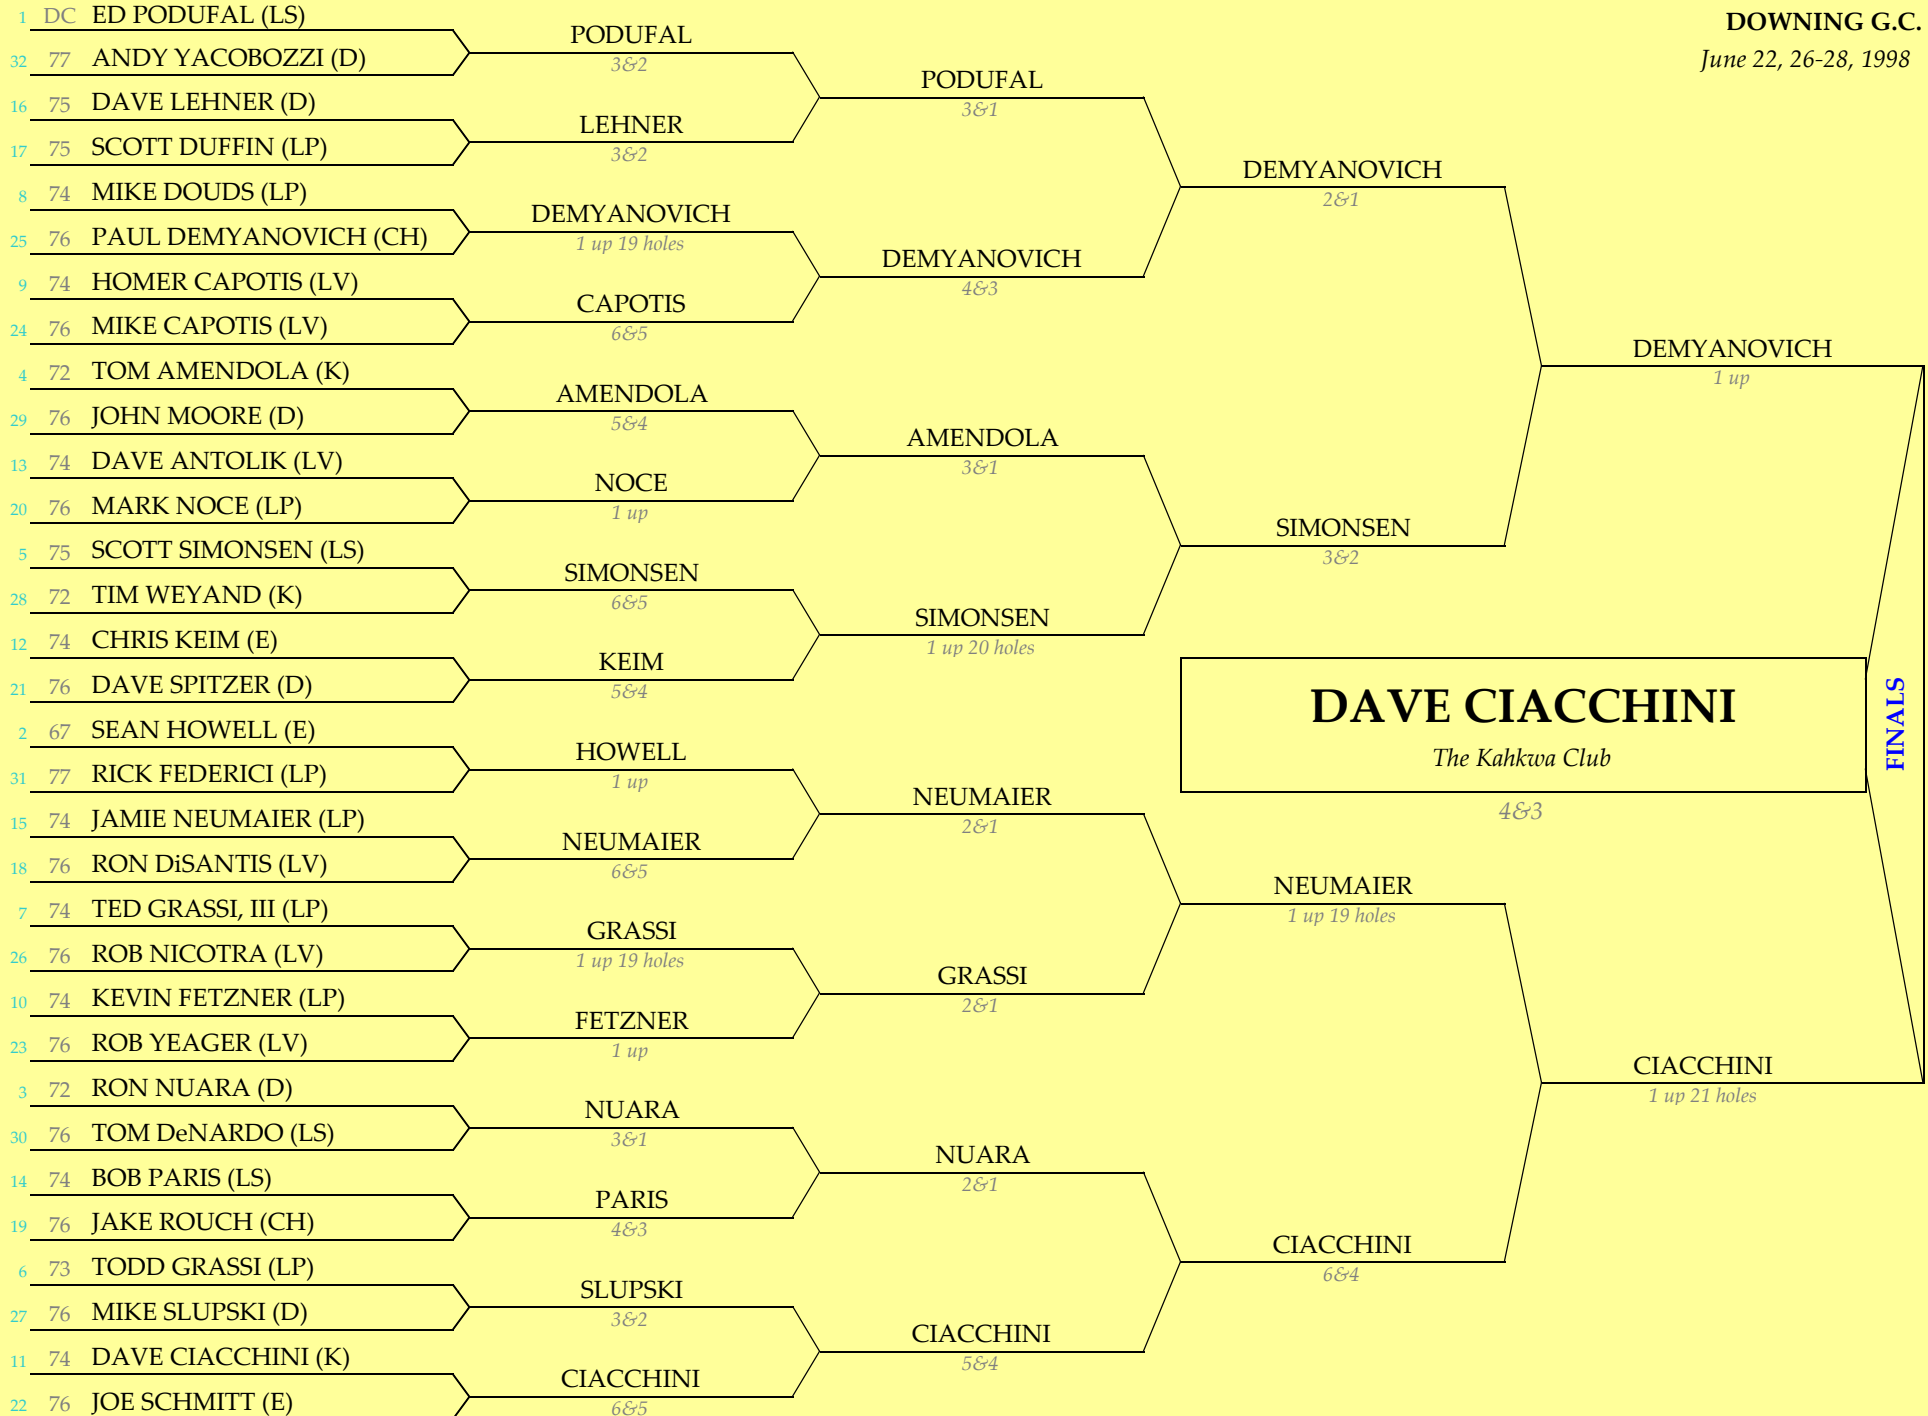 DOWNING G.C.
June 22, 26-28, 1998
1 DC ED PODUFAL (LS)
32 77 ANDY YACOBOZZI (D)
16 75 DAVE LEHNER (D)
17 75 SCOTT DUFFIN (LP)
8 74 MIKE DOUDS (LP)
25 76 PAUL DEMYANOVICH (CH)
9 74 HOMER CAPOTIS (LV)
24 76 MIKE CAPOTIS (LV)
4 72 TOM AMENDOLA (K)
29 76 JOHN MOORE (D)
13 74 DAVE ANTOLIK (LV)
20 76 MARK NOCE (LP)
5 75 SCOTT SIMONSEN (LS)
28 72 TIM WEYAND (K)
12 74 CHRIS KEIM (E)
21 76 DAVE SPITZER (D)
2 67 SEAN HOWELL (E)
31 77 RICK FEDERICI (LP)
15 74 JAMIE NEUMAIER (LP)
18 76 RON DiSANTIS (LV)
7 74 TED GRASSI, III (LP)
26 76 ROB NICOTRA (LV)
10 74 KEVIN FETZNER (LP)
23 76 ROB YEAGER (LV)
3 72 RON NUARA (D)
30 76 TOM DeNARDO (LS)
14 74 BOB PARIS (LS)
19 76 JAKE ROUCH (CH)
6 73 TODD GRASSI (LP)
27 76 MIKE SLUPSKI (D)
11 74 DAVE CIACCHINI (K)
22 76 JOE SCHMITT (E)
PODUFAL
3&2
LEHNER
3&2
DEMYANOVICH
1 up 19 holes
CAPOTIS
6&5
AMENDOLA
5&4
NOCE
1 up
SIMONSEN
6&5
KEIM
5&4
HOWELL
1 up
NEUMAIER
6&5
GRASSI
1 up 19 holes
FETZNER
1 up
NUARA
3&1
PARIS
4&3
SLUPSKI
3&2
CIACCHINI
6&5
PODUFAL
3&1
DEMYANOVICH
4&3
AMENDOLA
3&1
SIMONSEN
1 up 20 holes
NEUMAIER
2&1
GRASSI
2&1
NUARA
2&1
CIACCHINI
5&4
DEMYANOVICH
2&1
SIMONSEN
3&2
NEUMAIER
1 up 19 holes
CIACCHINI
6&4
DEMYANOVICH
1 up
CIACCHINI
1 up 21 holes
DAVE CIACCHINI
The Kahkwa Club
4&3
FINALS